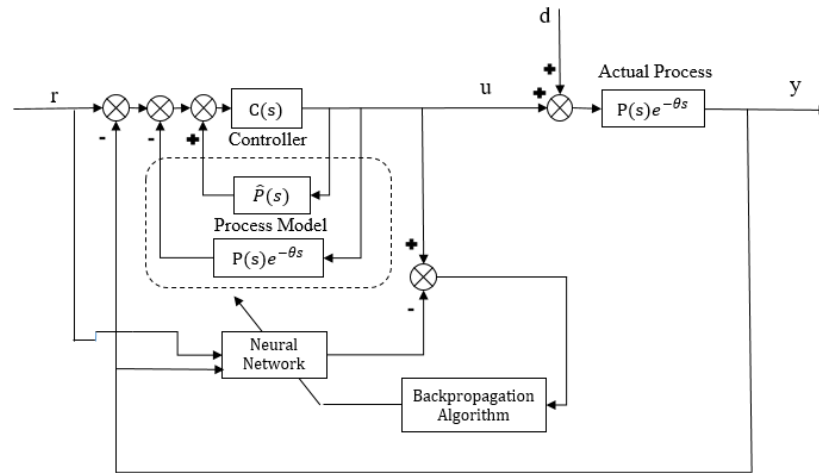 d
Actual Process
r
u
y
C(s)
P(s)e^{-θs}
Controller
P̂(s)
Process Model
P(s)e^{-θs}
Neural
Network
Backpropagation
Algorithm